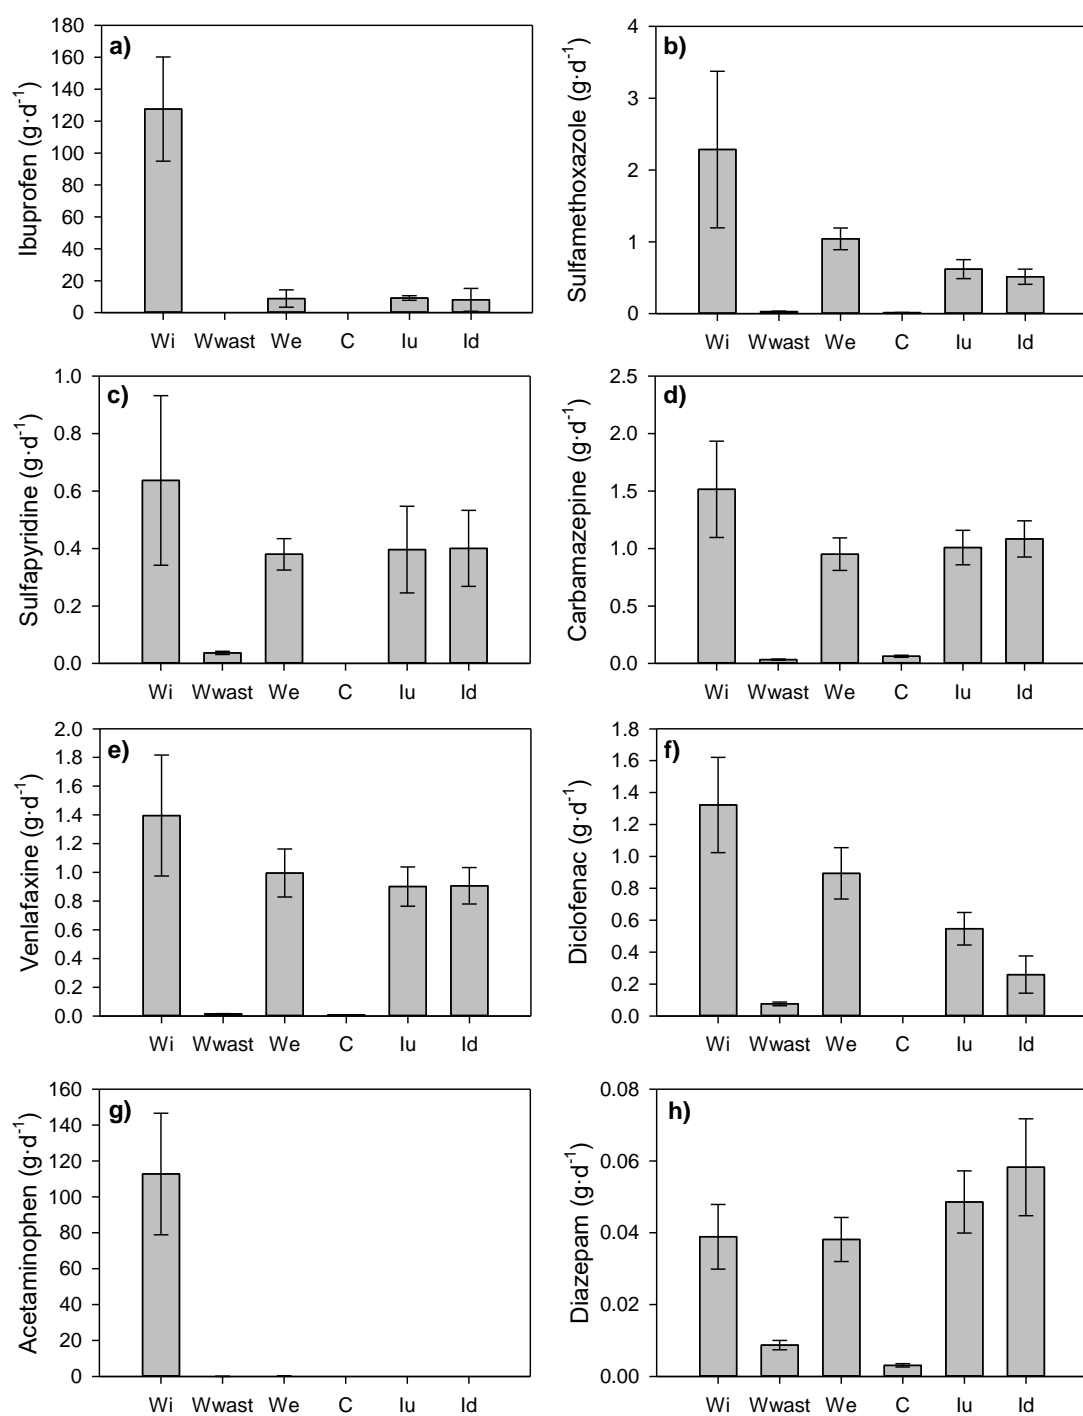 a)
Ibuprofen (g·d⁻¹)
180
160
140
120
100
80
60
40
20
0
Wi Wwast We C Iu Id
b)
Sulfamethoxazole (g·d⁻¹)
4
3
2
1
0
Wi Wwast We C Iu Id
c)
Sulfapyridine (g·d⁻¹)
1.0
0.8
0.6
0.4
0.2
0.0
Wi Wwast We C Iu Id
d)
Carbamazepine (g·d⁻¹)
2.5
2.0
1.5
1.0
0.5
0.0
Wi Wwast We C Iu Id
e)
Venlafaxine (g·d⁻¹)
2.0
1.8
1.6
1.4
1.2
1.0
0.8
0.6
0.4
0.2
0.0
Wi Wwast We C Iu Id
f)
Diclofenac (g·d⁻¹)
1.8
1.6
1.4
1.2
1.0
0.8
0.6
0.4
0.2
0.0
Wi Wwast We C Iu Id
g)
Acetaminophen (g·d⁻¹)
160
140
120
100
80
60
40
20
0
Wi Wwast We C Iu Id
h)
Diazepam (g·d⁻¹)
0.08
0.06
0.04
0.02
0.00
Wi Wwast We C Iu Id